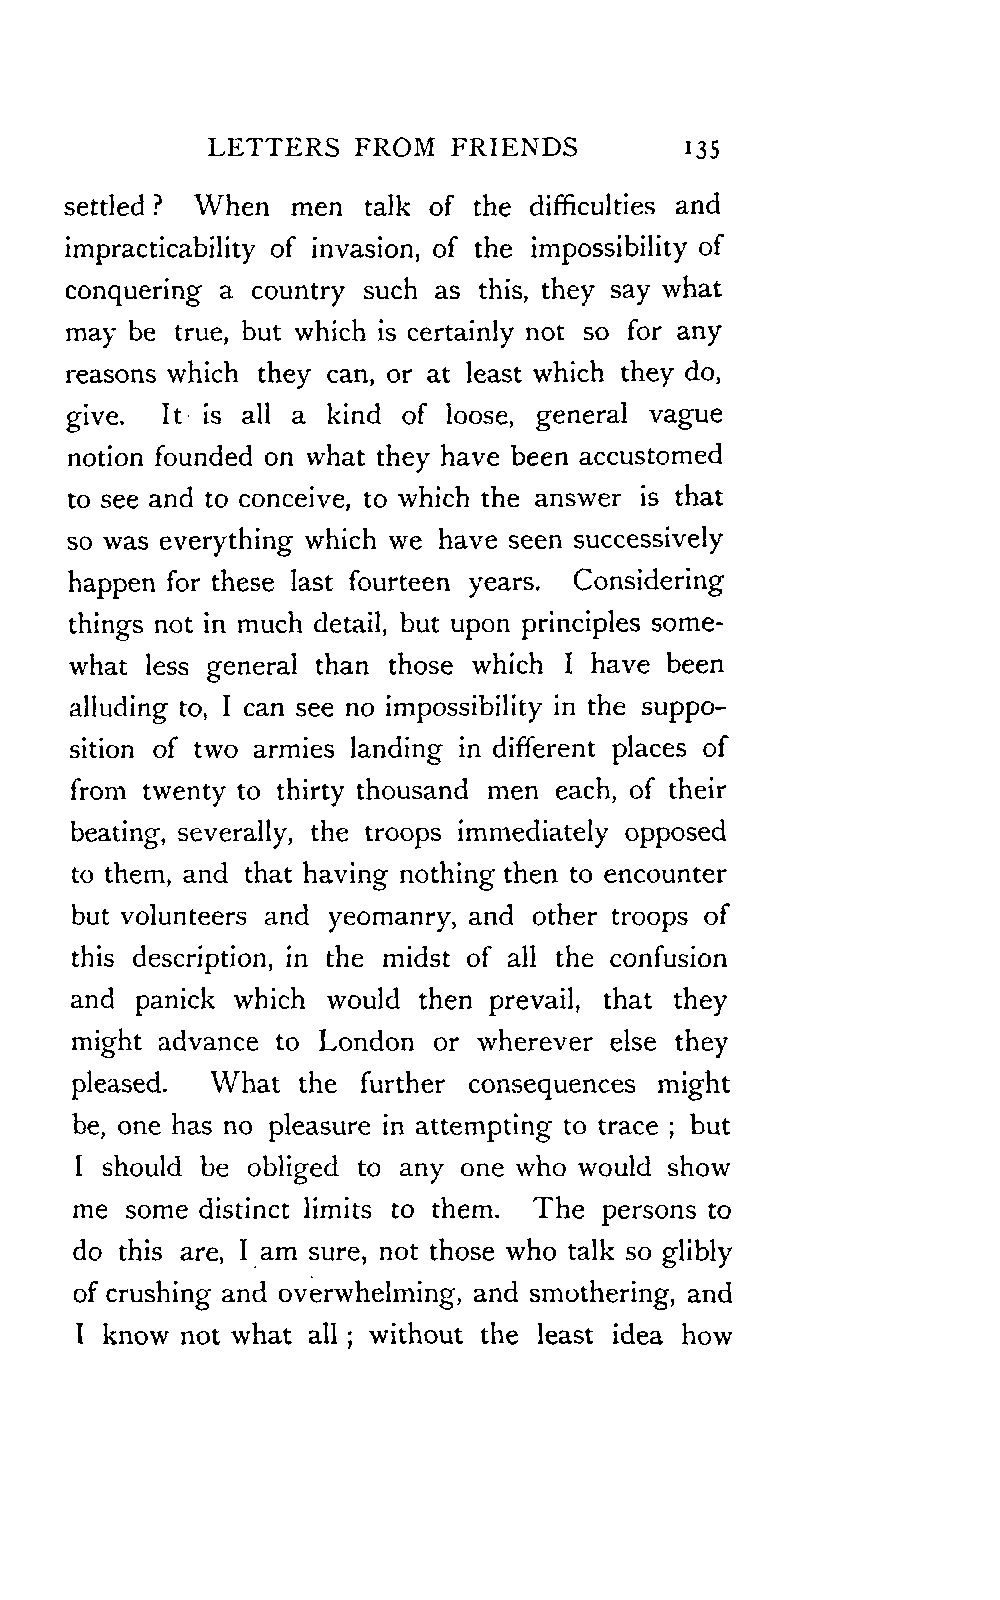 LETTERS FROM FRIENDS 135
settled ? When men talk of the difficulties and
impracticability of invasion, of the impossibility of
conquering a country such as this, they say what
may be true, but which is certainly not so for any
reasons which they can, or at least which they do,
give. It is all a kind of loose, general vague
notion founded on what they have been accustomed
to see and to conceive, to which the answer is that
so was everything which we have seen successively
happen for these last fourteen years. Considering
things not in much detail, but upon principles some-
what less general than those which I have been
alluding to, I can see no impossibility in the suppo-
sition of two armies landing in different places of
from twenty to thirty thousand men each, of their
beating, severally, the troops immediately opposed
to them, and that having nothing then to encounter
but volunteers and yeomanry, and other troops of
this description, in the midst of all the confusion
and panick which would then prevail, that they
might advance to London or wherever else they
pleased. What the further consequences might
be, one has no pleasure in attempting to trace ; but
I should be obliged to any one who would show
me some distinct limits to them. The persons to
do this are, I am sure, not those who talk so glibly
of crushing and overwhelming, and smothering, and
I know not what all ; without the least idea how